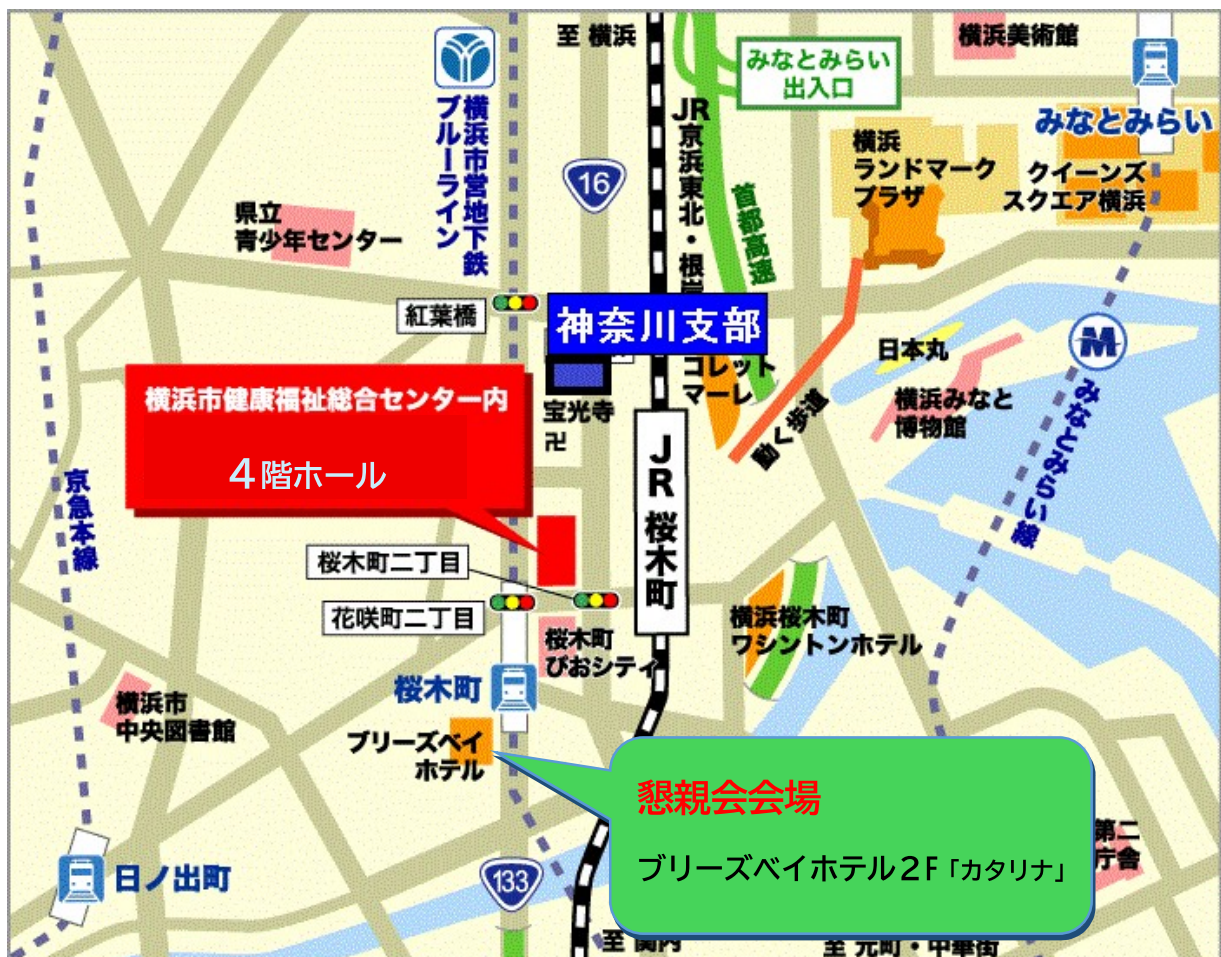 至 横浜
横浜美術館
みなとみらい
出入口
横浜市営地下鉄
ブルーライン
JR京浜東北・根岸
みなとみらい
横浜
ランドマーク
プラザ
クイーンズ
スクエア横浜
16
首都高速
県立
青少年センター
紅葉橋
神奈川支部
コレット
マーレ
日本丸
横浜みなと
博物館
動く歩道
みなとみらい線
横浜市健康福祉総合センター内
4階ホール
宝光寺
卍
JR桜木町
京急本線
桜木町二丁目
花咲町二丁目
桜木町
ぴおシティ
横浜桜木町
ワシントンホテル
桜木町
横浜市
中央図書館
ブリーズベイ
ホテル
懇親会会場
ブリーズベイホテル2F「カタリナ」
第二
庁舎
日ノ出町
133
至 関内
至 元町・中華街